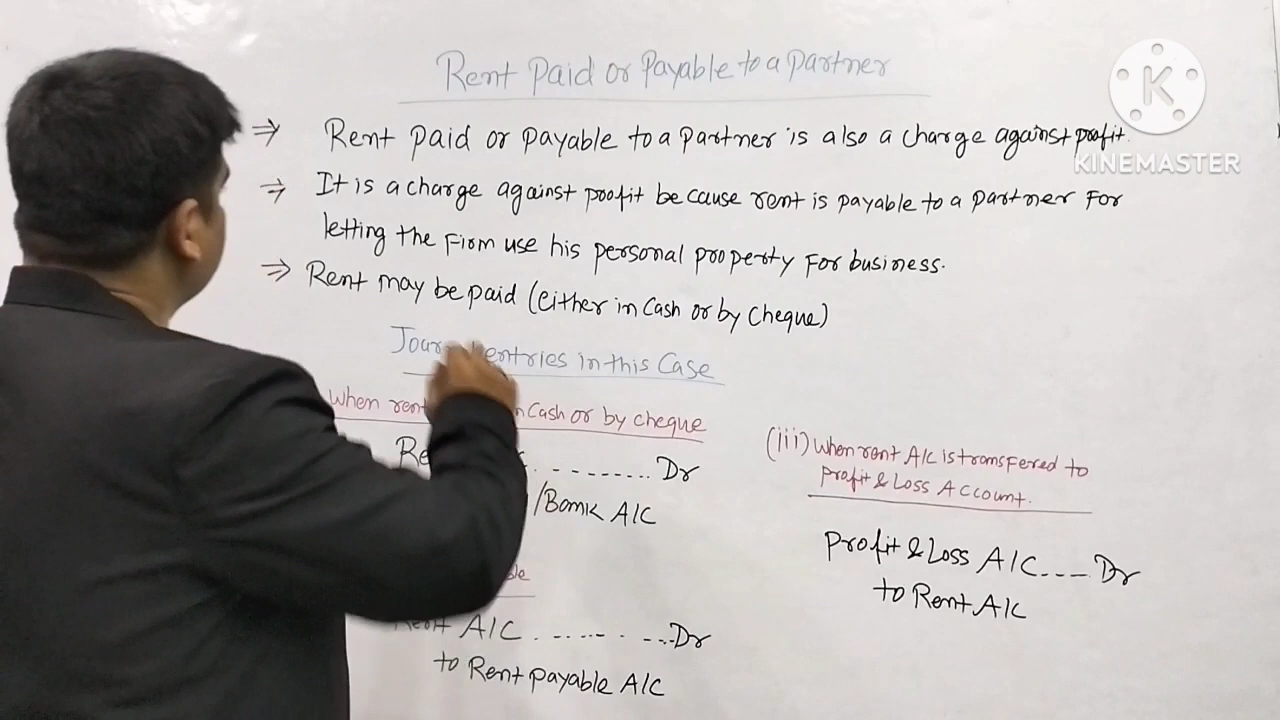 Rent Paid or Payable to a Partner
⇒ Rent paid or payable to a partner is also a charge against profit.
⇒ It is a charge against profit because rent is payable to a partner For
letting the Firm use his personal property For business.
⇒ Rent may be paid (either in Cash or by Cheque)
entries in this Case
When rent Cash or by cheque
Dr
/Bank A/C
A/C Dr
to Rent payable A/C
(iii) When rent A/C is transfered to
Profit & Loss Account.
Profit & Loss A/C.... Dr
to Rent A/C
K
KINEMASTER